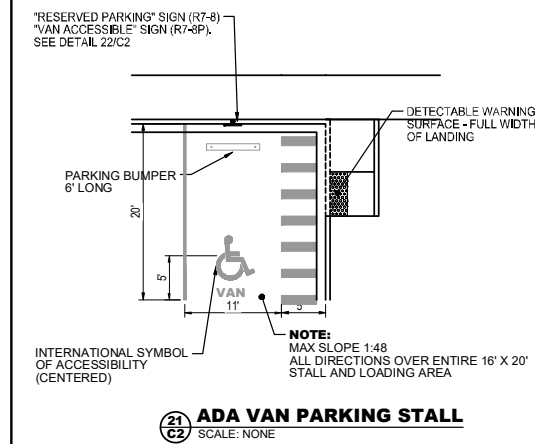 "RESERVED PARKING" SIGN (R7-8)
"VAN ACCESSIBLE" SIGN (R7-8P).
SEE DETAIL 22/C2
DETECTABLE WARNING
SURFACE - FULL WIDTH
OF LANDING
PARKING BUMPER
6' LONG
20'
5'
VAN
11'
5'
INTERNATIONAL SYMBOL
OF ACCESSIBILITY
(CENTERED)
NOTE:
MAX SLOPE 1:48
ALL DIRECTIONS OVER ENTIRE 16' X 20'
STALL AND LOADING AREA
21
C2
ADA VAN PARKING STALL
SCALE: NONE